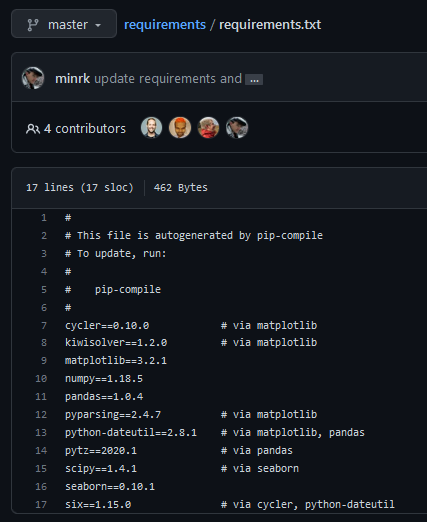 master requirements / requirements.txt
minrk update requirements and ...
4 contributors
17 lines (17 sloc) 462 Bytes
1 #
2 # This file is autogenerated by pip-compile
3 # To update, run:
4 #
5 #    pip-compile
6 #
7 cycler==0.10.0           # via matplotlib
8 kiwisolver==1.2.0        # via matplotlib
9 matplotlib==3.2.1
10 numpy==1.18.5
11 pandas==1.0.4
12 pyparsing==2.4.7         # via matplotlib
13 python-dateutil==2.8.1   # via matplotlib, pandas
14 pytz==2020.1             # via pandas
15 scipy==1.4.1             # via seaborn
16 seaborn==0.10.1
17 six==1.15.0              # via cycler, python-dateutil